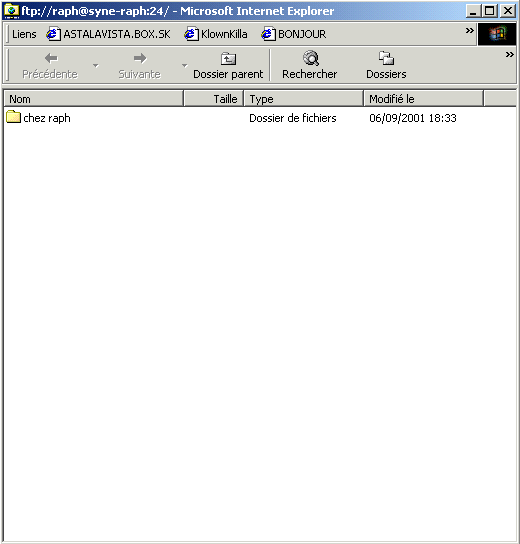 ftp://raph@syne-raph:24/ - Microsoft Internet Explorer
Liens ASTALAVISTA.BOX.SK KlownKilla BONJOUR »
Précédente Suivante Dossier parent Rechercher Dossiers »
Nom Taille Type Modifié le
chez raph Dossier de fichiers 06/09/2001 18:33